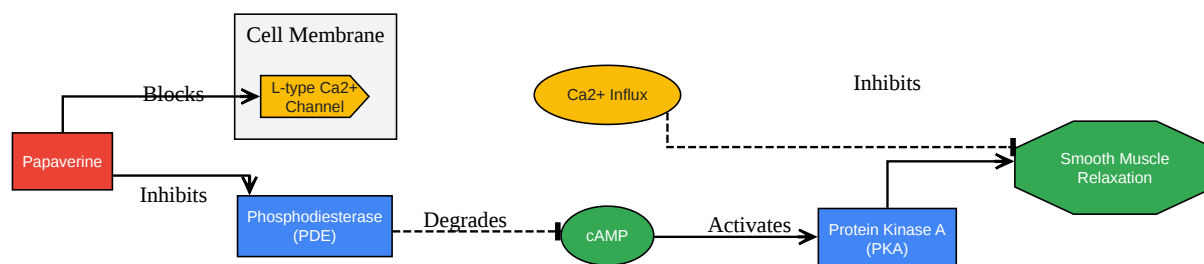 Cell Membrane
L-type Ca2+
Channel
Blocks
Ca2+ Influx
Inhibits
Papaverine
Smooth Muscle
Relaxation
Inhibits
Phosphodiesterase
(PDE)
Degrades
cAMP
Activates
Protein Kinase A
(PKA)